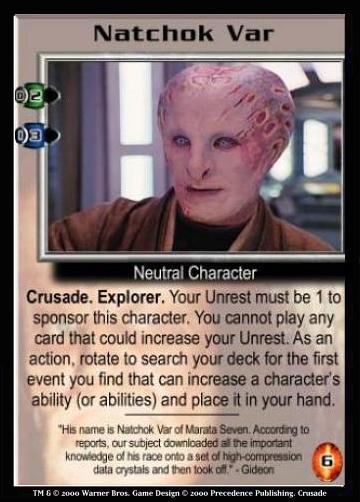 Natchok Var
2
3
Neutral Character
Crusade. Explorer. Your Unrest must be 1 to
sponsor this character. You cannot play any
card that could increase your Unrest. As an
action, rotate to search your deck for the first
event you find that can increase a character's
ability (or abilities) and place it in your hand.
"His name is Natchok Var of Marata Seven. According to
reports, our subject downloaded all the important
knowledge of his race onto a set of high-compression
data crystals and then took off." - Gideon
6
TM & © 2000 Warner Bros. Game Design © 2000 Precedence Publishing. Crusade